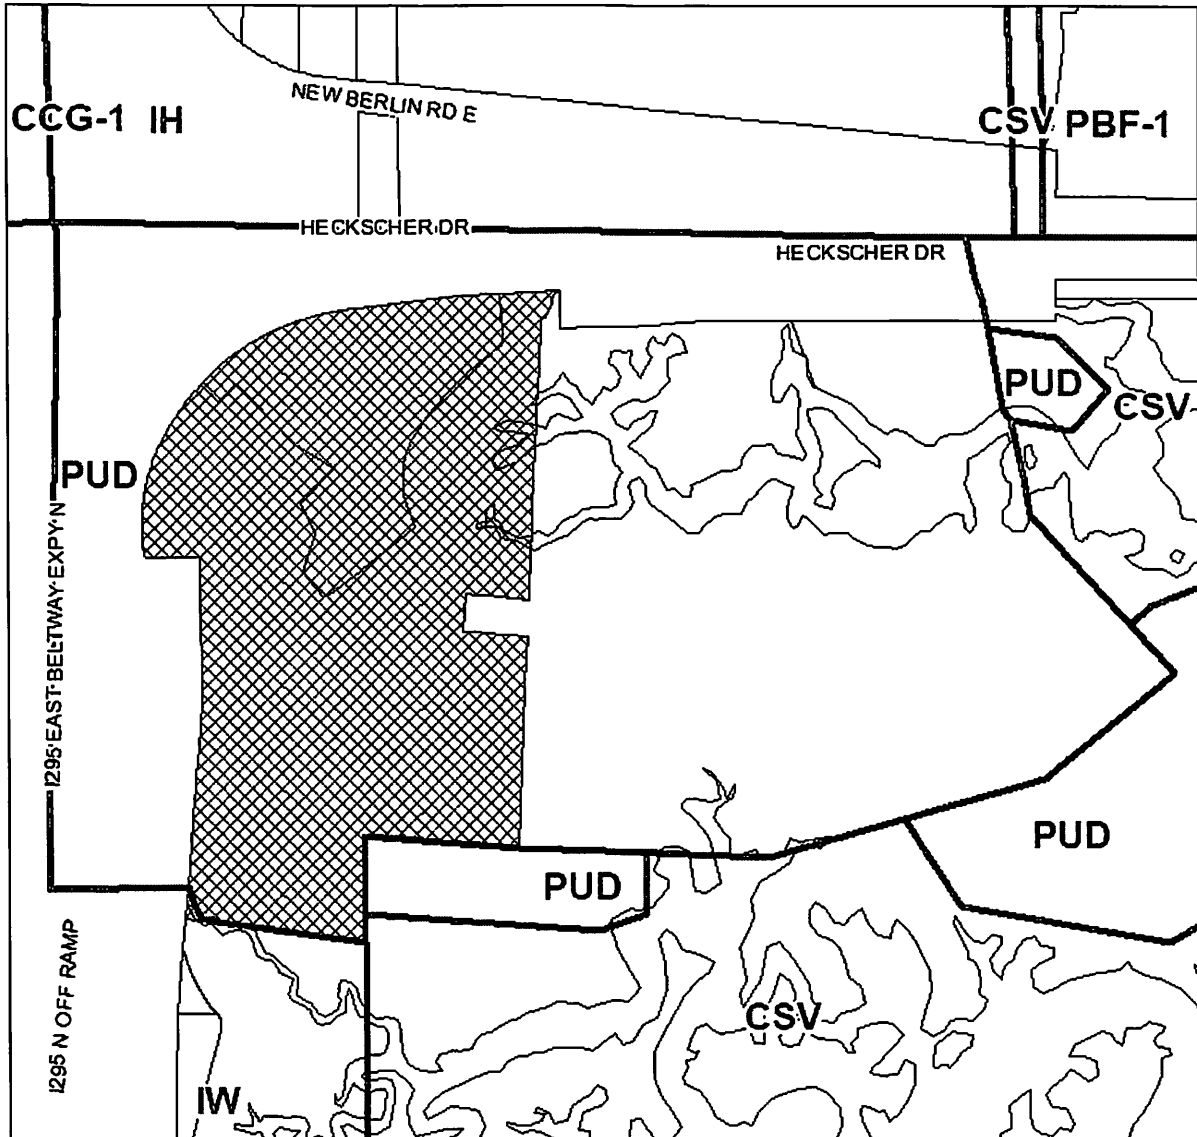 NEW BERLIN RD E
CCG-1 IH
CSV PBF-1
HECKSCHER DR
HECKSCHER DR
PUD
CSV
PUD
I295 EAST BELTWAY EXPY N
PUD
PUD
I295 N OFF RAMP
CSV
IW